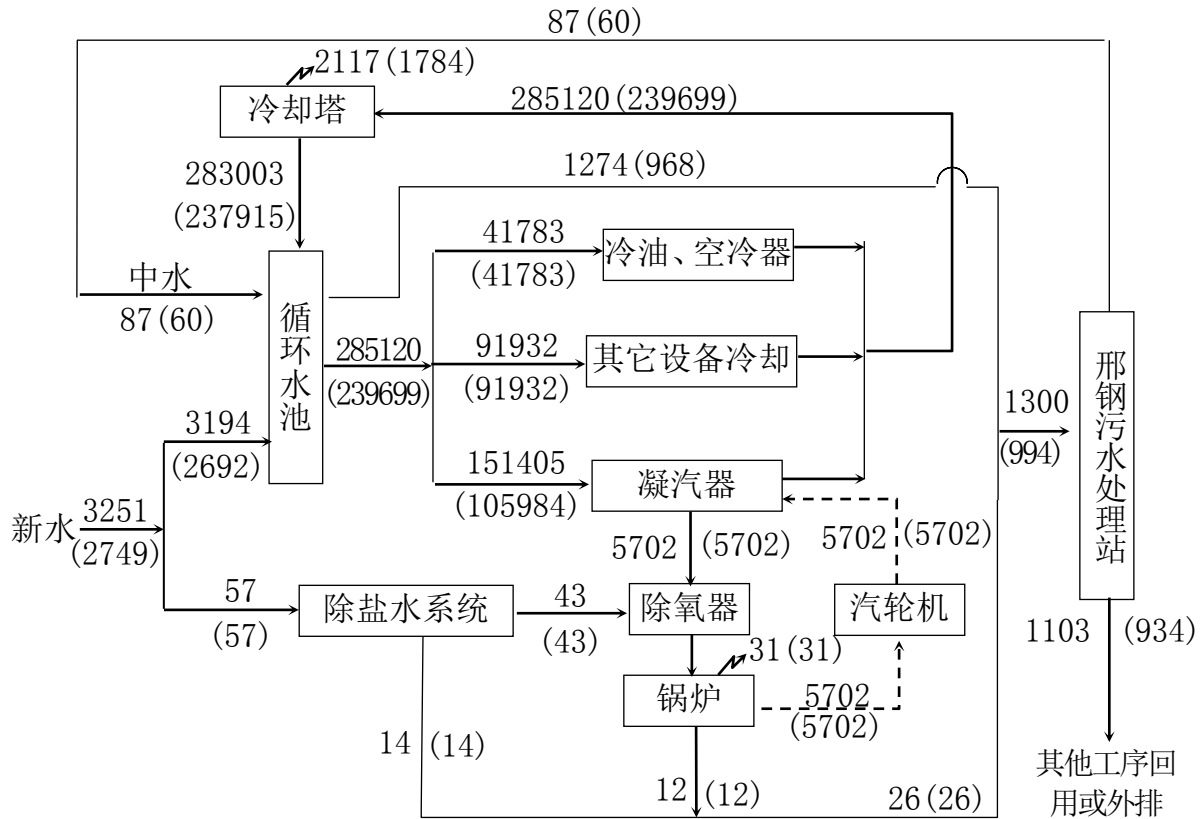 87(60)
2117(1784)
冷却塔
285120(239699)
283003
(237915)
1274(968)
中水
87(60)
循环水池
285120
(239699)
41783
(41783)
冷油、空冷器
91932
(91932)
其它设备冷却
151405
(105984)
凝汽器
3194
(2692)
新水
3251
(2749)
57
(57)
除盐水系统
43
(43)
5702
(5702)
除氧器
5702
(5702)
汽轮机
31(31)
锅炉
5702
(5702)
14
(14)
12
(12)
26(26)
1300
(994)
邢钢污水处理站
1103
(934)
其他工序回
用或外排